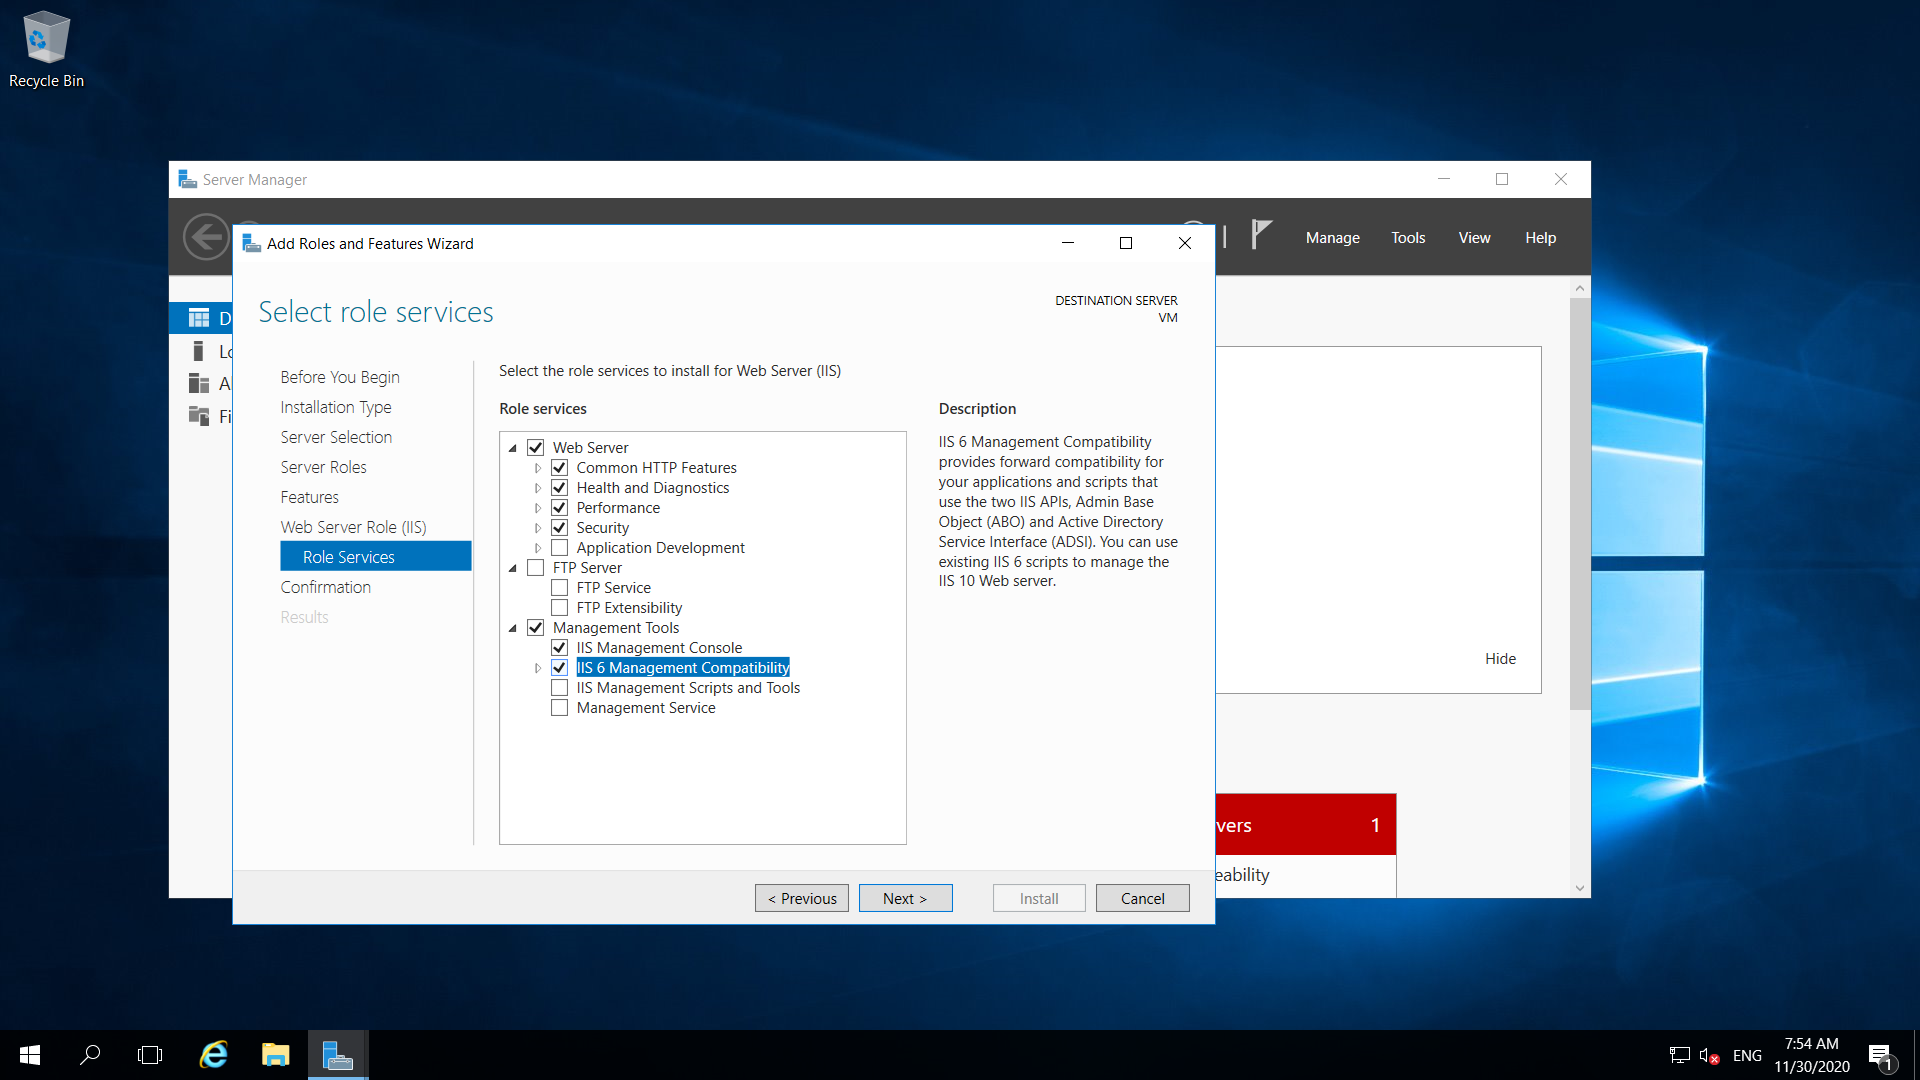 Recycle Bin
Server Manager
Manage
Tools
View
Help
Add Roles and Features Wizard
Select role services
DESTINATION SERVER
VM
Before You Begin
Installation Type
Server Selection
Server Roles
Features
Web Server Role (IIS)
Role Services
Confirmation
Results
Select the role services to install for Web Server (IIS)
Role services
Web Server
Common HTTP Features
Health and Diagnostics
Performance
Security
Application Development
FTP Server
FTP Service
FTP Extensibility
Management Tools
IIS Management Console
IIS 6 Management Compatibility
IIS Management Scripts and Tools
Management Service
Description
IIS 6 Management Compatibility
provides forward compatibility for
your applications and scripts that
use the two IIS APIs, Admin Base
Object (ABO) and Active Directory
Service Interface (ADSI). You can use
existing IIS 6 scripts to manage the
IIS 10 Web server.
< Previous
Next >
Install
Cancel
D
Lo
A
Fi
Hide
vers
1
eability
ENG
7:54 AM
11/30/2020
1